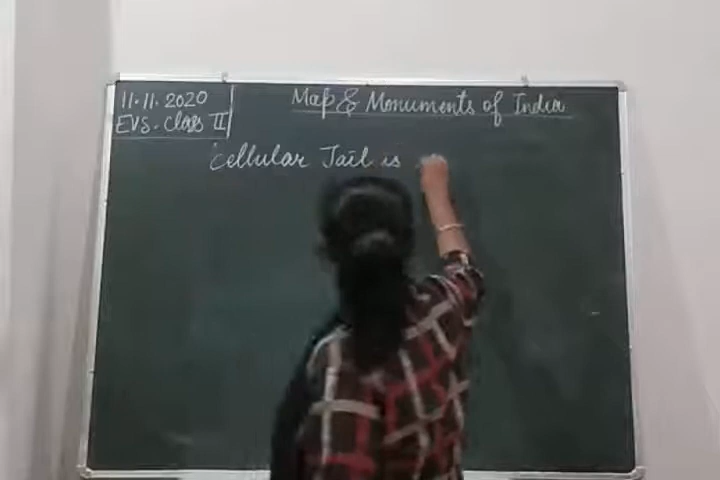 11.11.2020
EVS. Class II
Map & Monuments of India
Cellular Jail is